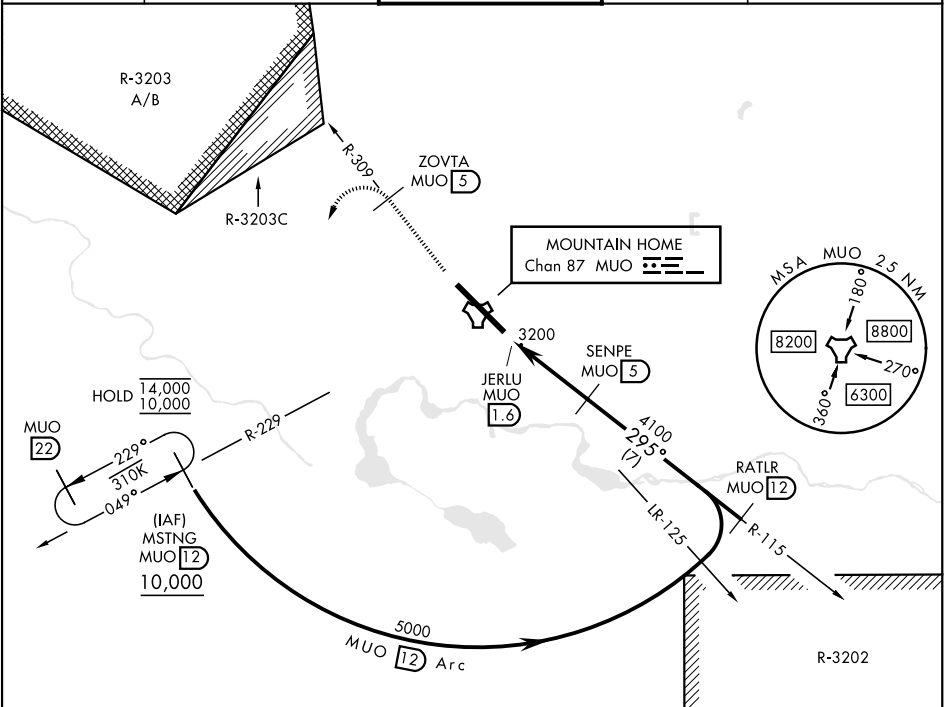 R-3203
A/B
R-3203C
R-309
ZOVTA
MUO 5
MOUNTAIN HOME
Chan 87 MUO
MSA MUO 25 NM
180°
8200
8800
270°
360°
6300
3200
JERLU
MUO
1.6
SENPE
MUO 5
4100
295°
(7)
RATLR
MUO 12
R-115
LR-125
HOLD 14,000
10,000
MUO
22
229°
310K
049°
R-229
(IAF)
MSTNG
MUO 12
10,000
5000
MUO 12 Arc
R-3202